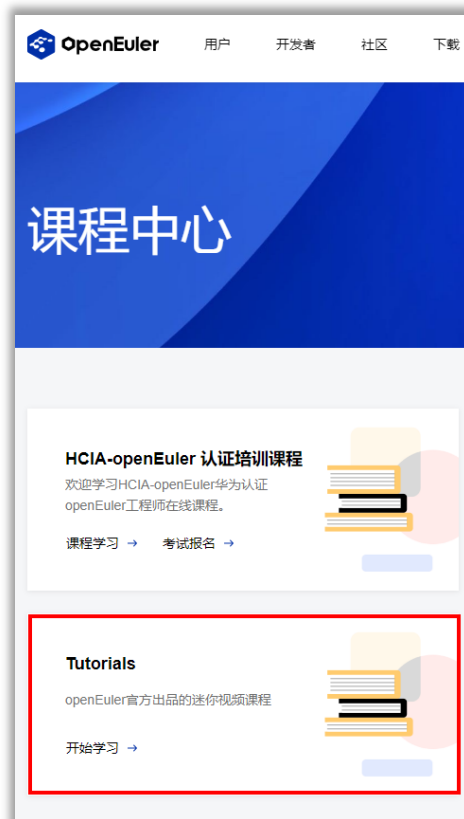 OpenEuler 用户 开发者 社区 下载
课程中心
HCIA-openEuler 认证培训课程
欢迎学习HCIA-openEuler华为认证
openEuler工程师在线课程。
课程学习 → 考试报名 →
Tutorials
openEuler官方出品的迷你视频课程
开始学习 →